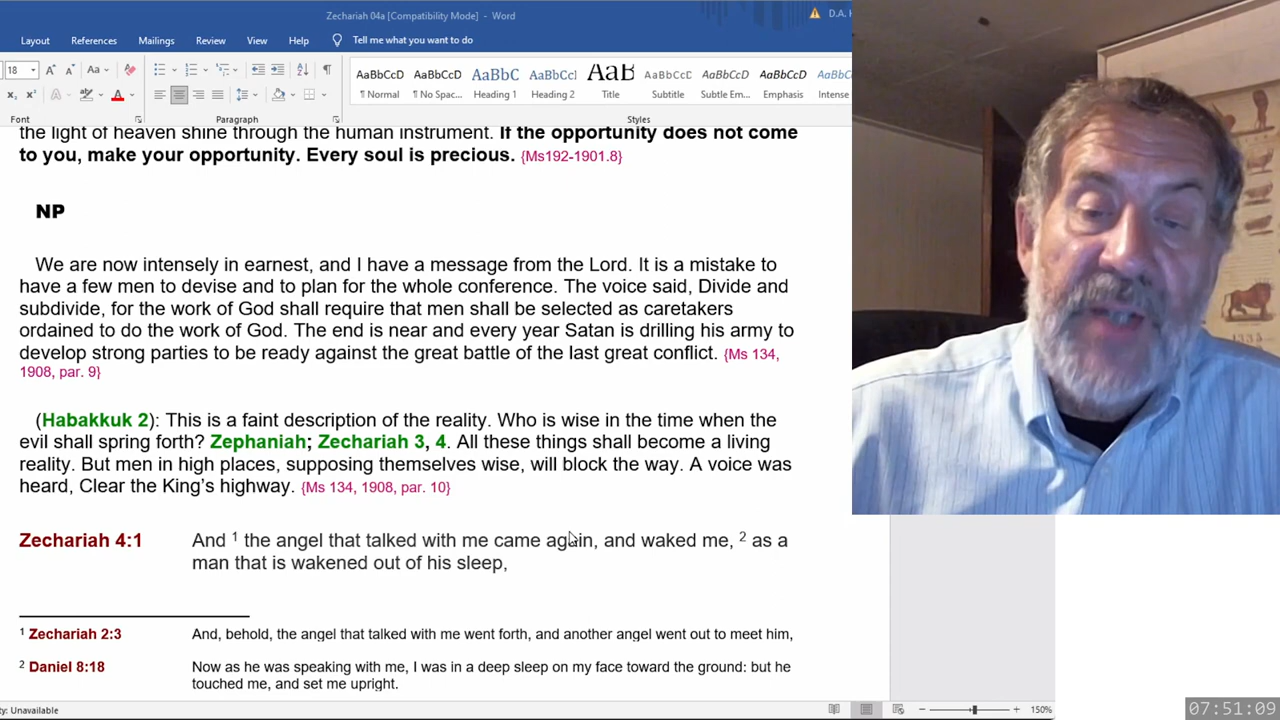 Zechariah 04a [Compatibility Mode] - Word
D.A.
Layout References Mailings Review View Help Tell me what you want to do
18 Aa
AaBbCcD AaBbCcD AaBbC AaBbCcI AaB AaBbCcD AaBbCcD AaBbCcD AaBbCcD
¶ Normal ¶ No Spac... Heading 1 Heading 2 Title Subtitle Subtle Em... Emphasis Intense
Font Paragraph Styles
the light of heaven shine through the human instrument. If the opportunity does not come
to you, make your opportunity. Every soul is precious. {Ms192-1901.8}
NP
We are now intensely in earnest, and I have a message from the Lord. It is a mistake to
have a few men to devise and to plan for the whole conference. The voice said, Divide and
subdivide, for the work of God shall require that men shall be selected as caretakers
ordained to do the work of God. The end is near and every year Satan is drilling his army to
develop strong parties to be ready against the great battle of the last great conflict. {Ms 134,
1908, par. 9}
(Habakkuk 2): This is a faint description of the reality. Who is wise in the time when the
evil shall spring forth? Zephaniah; Zechariah 3, 4. All these things shall become a living
reality. But men in high places, supposing themselves wise, will block the way. A voice was
heard, Clear the King's highway. {Ms 134, 1908, par. 10}
Zechariah 4:1 And 1 the angel that talked with me came again, and waked me, 2 as a
man that is wakened out of his sleep,
1 Zechariah 2:3 And, behold, the angel that talked with me went forth, and another angel went out to meet him,
2 Daniel 8:18 Now as he was speaking with me, I was in a deep sleep on my face toward the ground: but he
touched me, and set me upright.
ty: Unavailable
150%
07:51:09